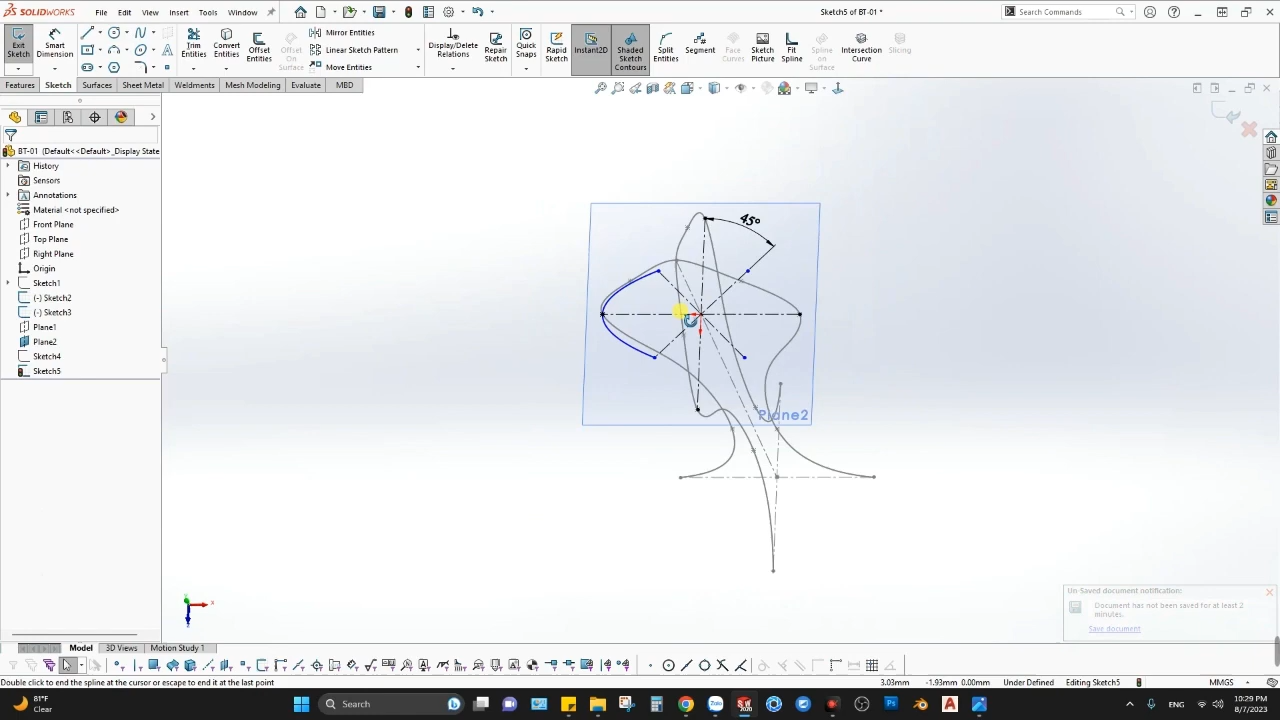 SOLIDWORKS
File
Edit
View
Insert
Tools
Window
Sketch5 of BT-01 *
Search Commands
Exit
Sketch
Smart
Dimension
Trim
Entities
Convert
Entities
Offset
Entities
Offset
On
Surface
Mirror Entities
Linear Sketch Pattern
Move Entities
Display/Delete
Relations
Repair
Sketch
Quick
Snaps
Rapid
Sketch
Instant2D
Shaded
Sketch
Contours
Split
Entities
Segment
Face
Curves
Sketch
Picture
Fit
Spline
Spline
on
Surface
Intersection
Curve
Slicing
Features
Sketch
Surfaces
Sheet Metal
Weldments
Mesh Modeling
Evaluate
MBD
BT-01 (Default<<Default>_Display State
History
Sensors
Annotations
Material <not specified>
Front Plane
Top Plane
Right Plane
Origin
Sketch1
(-) Sketch2
(-) Sketch3
Plane1
Plane2
Sketch4
Sketch5
45°
Plane2
Un-Saved document notification:
Document has not been saved for at least 2
minutes.
Save document
Model
3D Views
Motion Study 1
Double click to end the spline at the cursor or escape to end it at the last point
3.03mm
-1.93mm
0.00mm
Under Defined
Editing Sketch5
MMGS
81°F
Clear
Search
Zalo
ENG
10:29 PM
8/7/2023